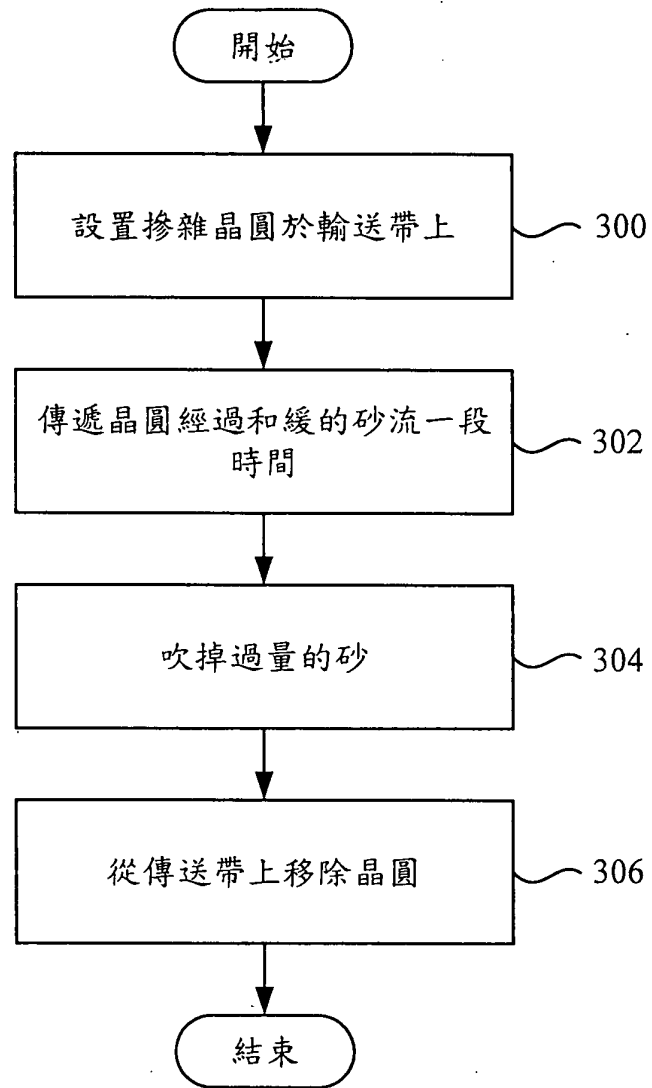 開始
設置摻雜晶圓於輸送帶上
300
傳遞晶圓經過和緩的砂流一段
時間
302
吹掉過量的砂
304
從傳送帶上移除晶圓
306
結束